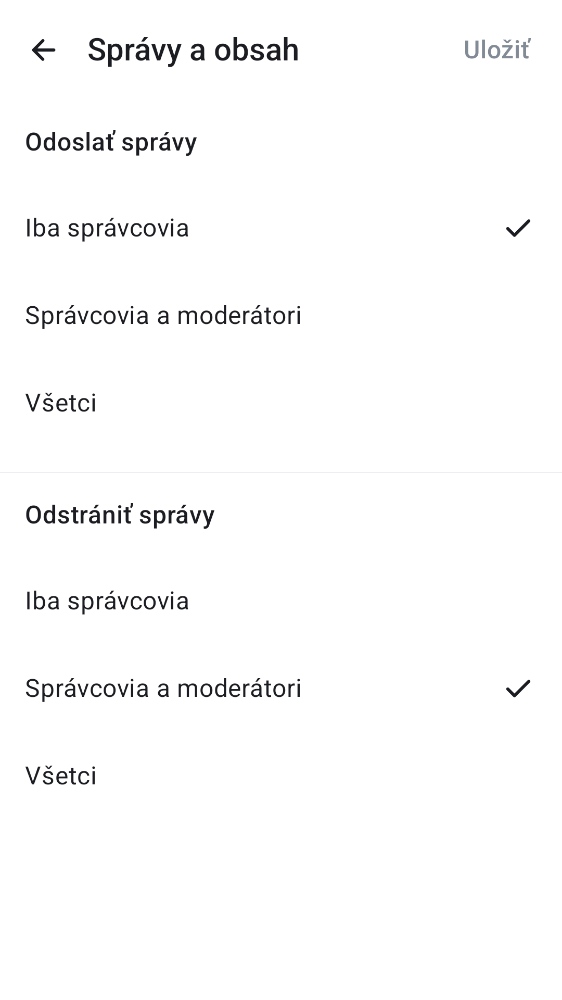 Správy a obsah
Uložiť
Odoslať správy
Iba správcovia
Správcovia a moderátori
Všetci
Odstrániť správy
Iba správcovia
Správcovia a moderátori
Všetci